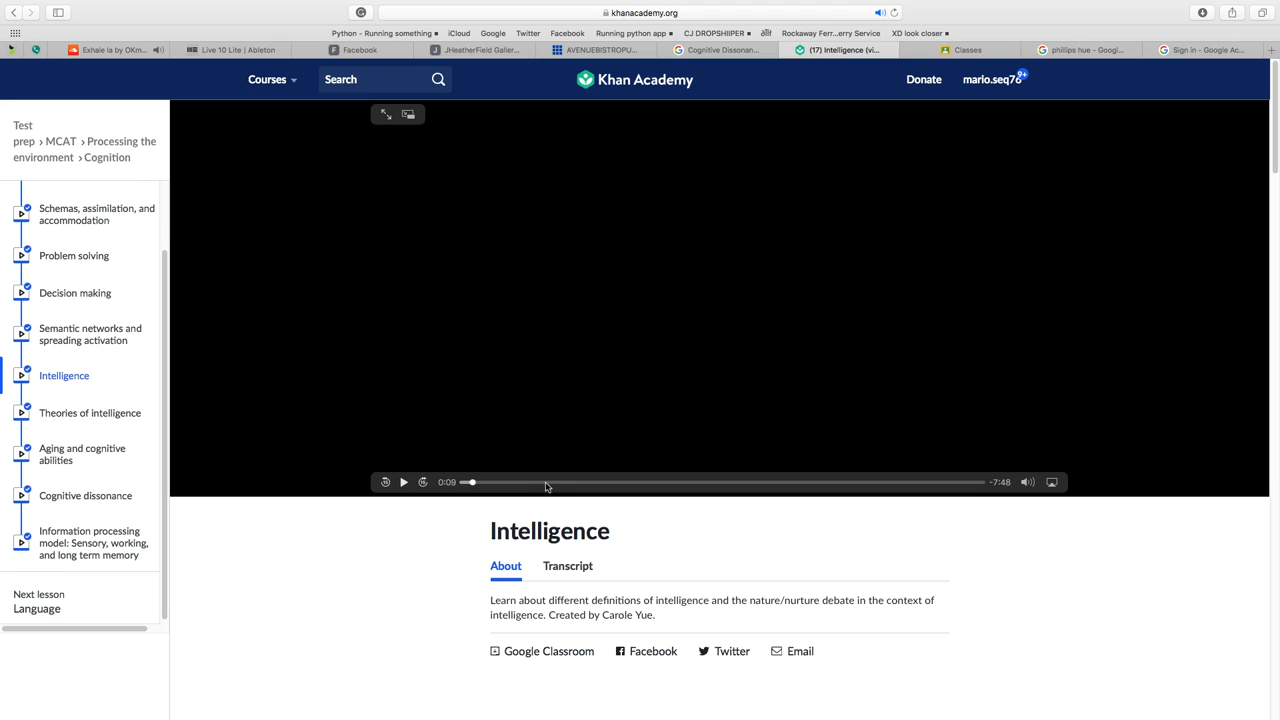 khanacademy.org
Python - Running something
iCloud
Google
Twitter
Facebook
Running python app
CJ DROPSHIIPER
Rockaway Ferr...erry Service
XD look closer
Exhale la by OKm...
Live 10 Lite | Ableton
Facebook
JHeatherField Galler...
AVENUEBISTROPU...
Cognitive Dissonan...
(17) Intelligence (vi...
Classes
phillips hue - Googl...
Sign in - Google Ac...
Courses
Search
Khan Academy
Donate
mario.seq76
9+
Test
prep › MCAT › Processing the
environment › Cognition
Schemas, assimilation, and
accommodation
Problem solving
Decision making
Semantic networks and
spreading activation
Intelligence
Theories of intelligence
Aging and cognitive
abilities
Cognitive dissonance
Information processing
model: Sensory, working,
and long term memory
Next lesson
Language
0:09
-7:48
Intelligence
About
Transcript
Learn about different definitions of intelligence and the nature/nurture debate in the context of
intelligence. Created by Carole Yue.
Google Classroom
Facebook
Twitter
Email